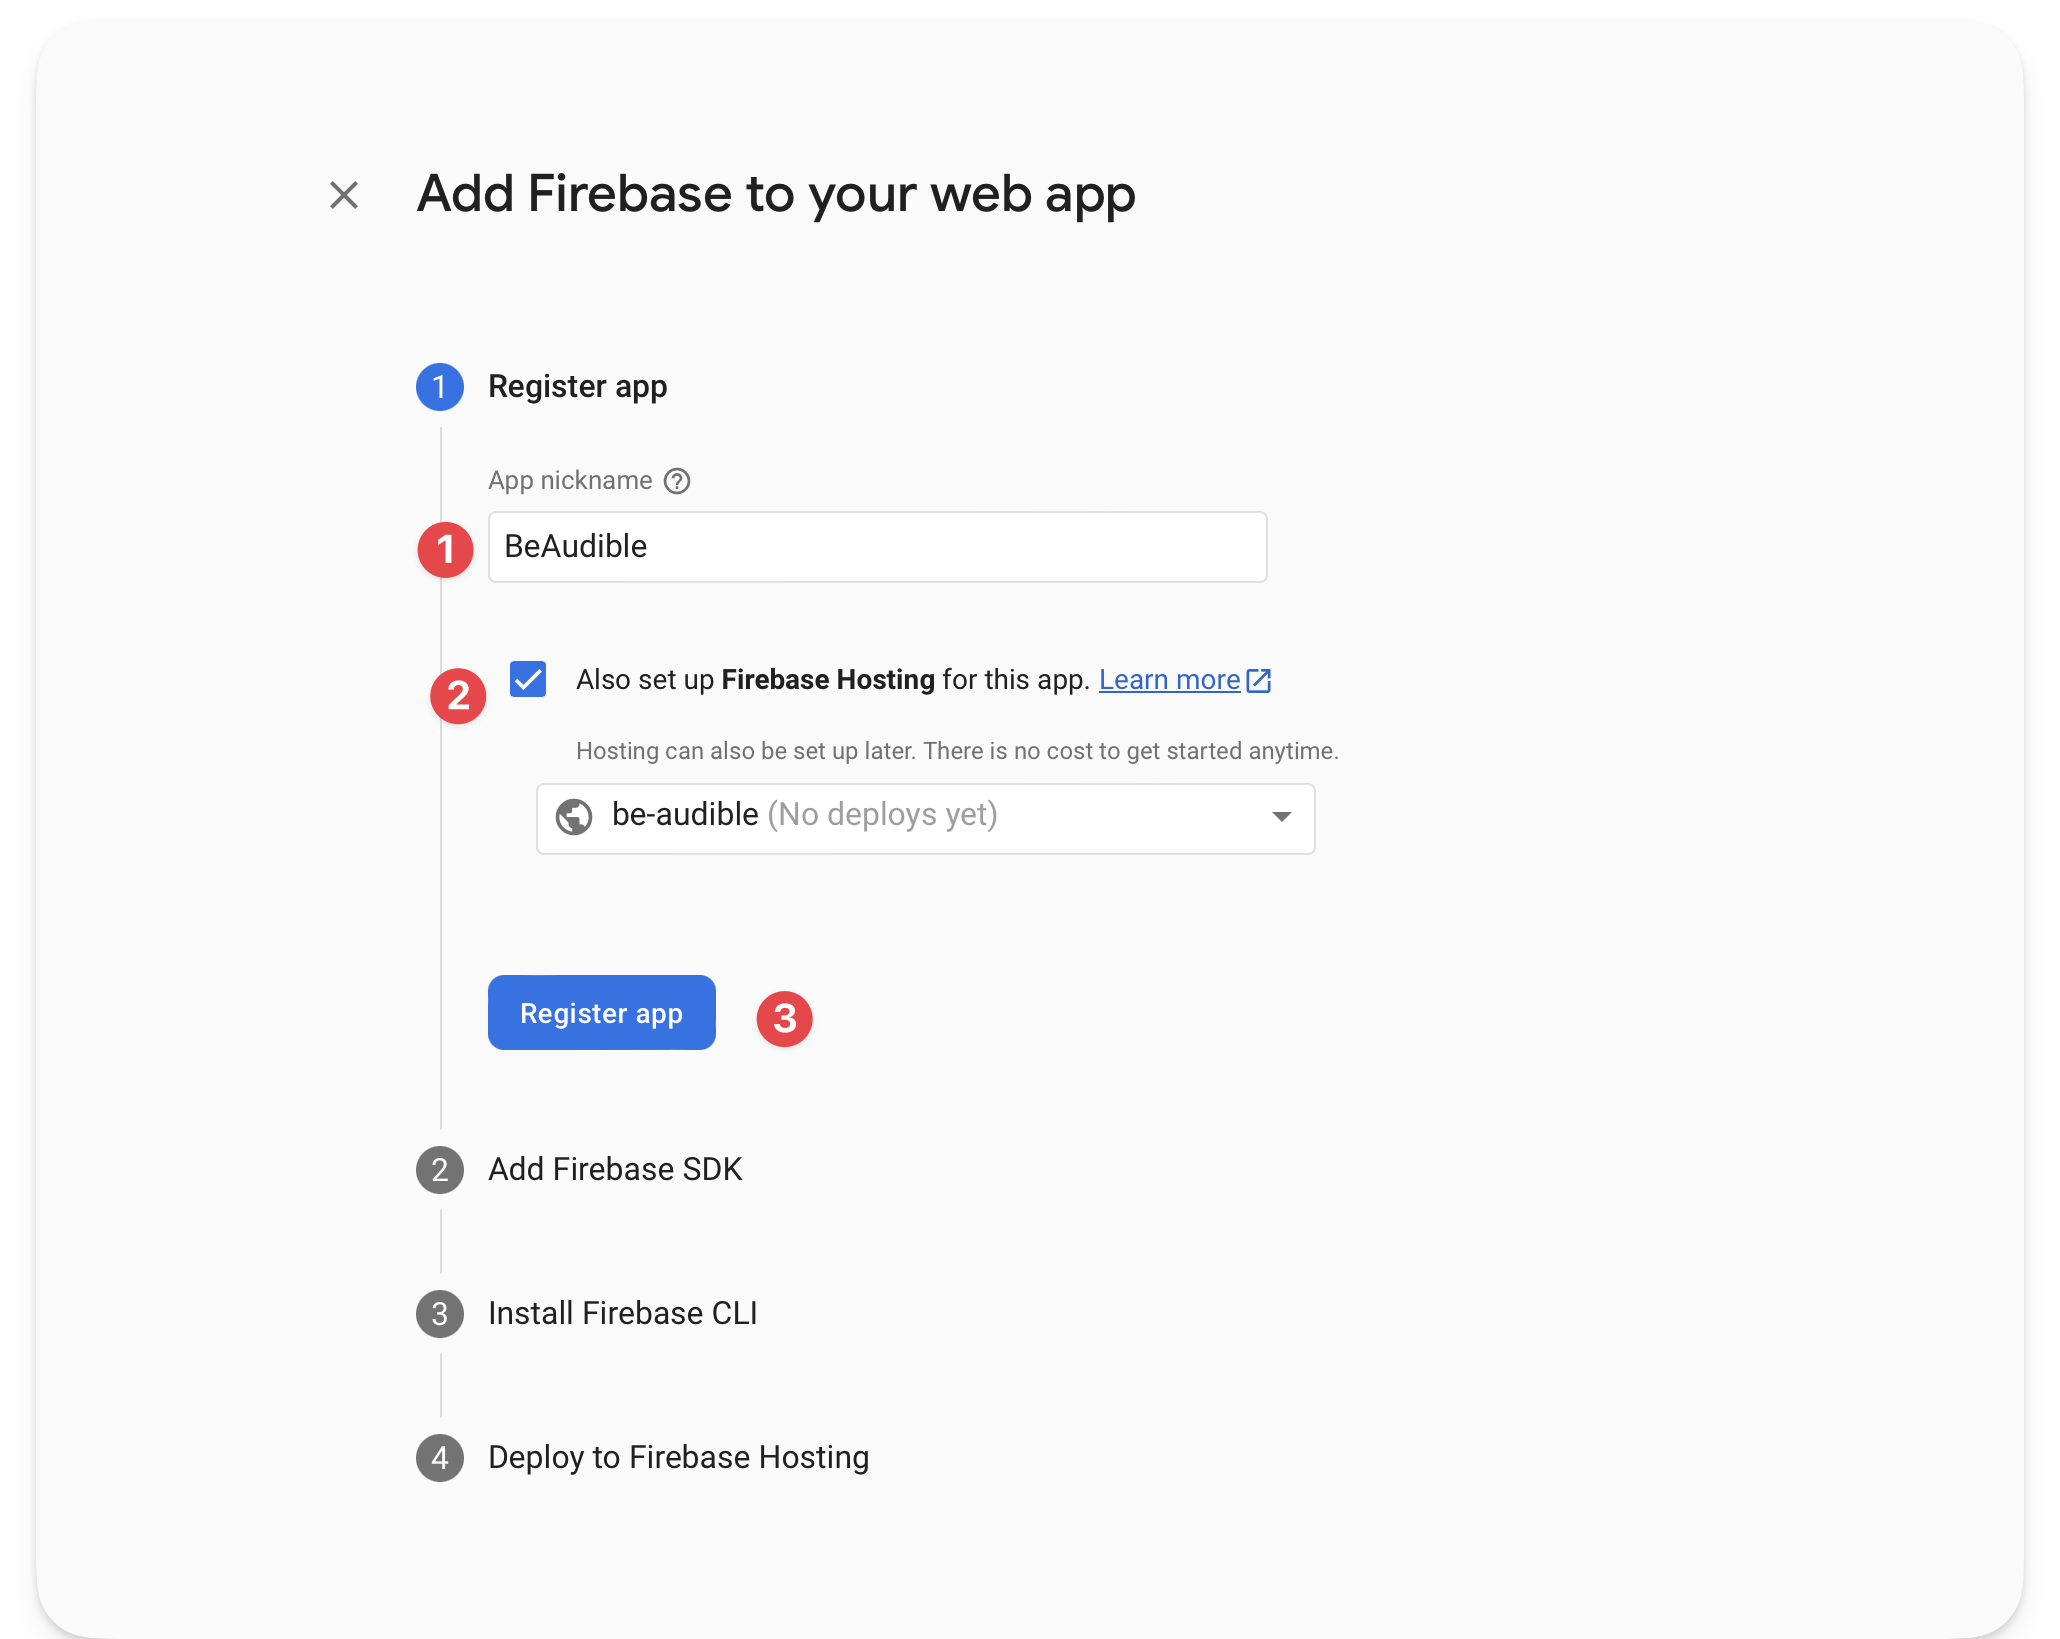 Add Firebase to your web app
1 Register app
App nickname ?
1 BeAudible
2 Also set up Firebase Hosting for this app. Learn more
Hosting can also be set up later. There is no cost to get started anytime.
be-audible (No deploys yet)
Register app 3
2 Add Firebase SDK
3 Install Firebase CLI
4 Deploy to Firebase Hosting